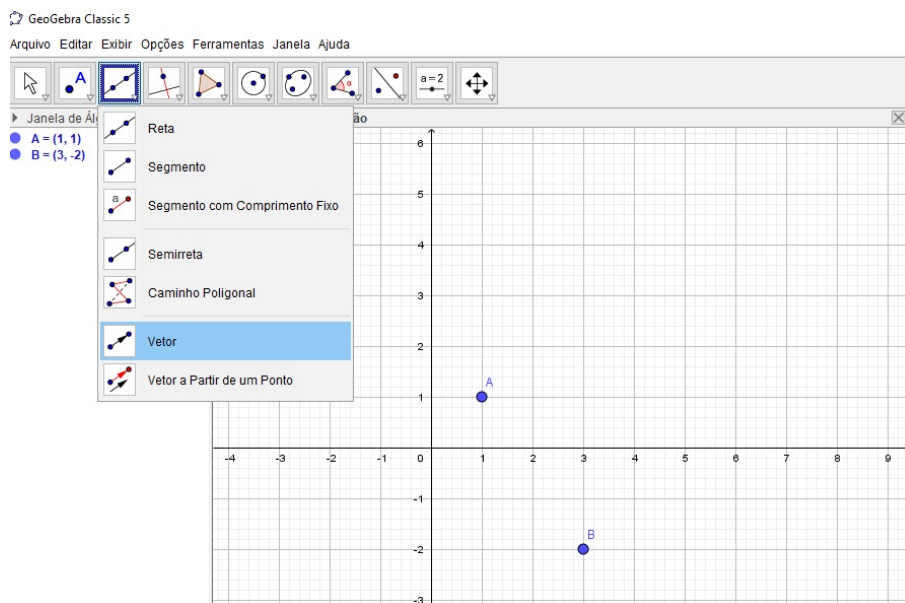 GeoGebra Classic 5
Arquivo Editar Exibir Opções Ferramentas Janela Ajuda
A α a=2
Janela de Ál ão
A = (1, 1)
B = (3, -2)
Reta
Segmento
a
Segmento com Comprimento Fixo
Semirreta
Caminho Poligonal
Vetor
Vetor a Partir de um Ponto
6
5
4
3
2
A
1
-4 -3 -2 -1 0 1 2 3 4 5 6 7 8 9
-1
B
-2
-3